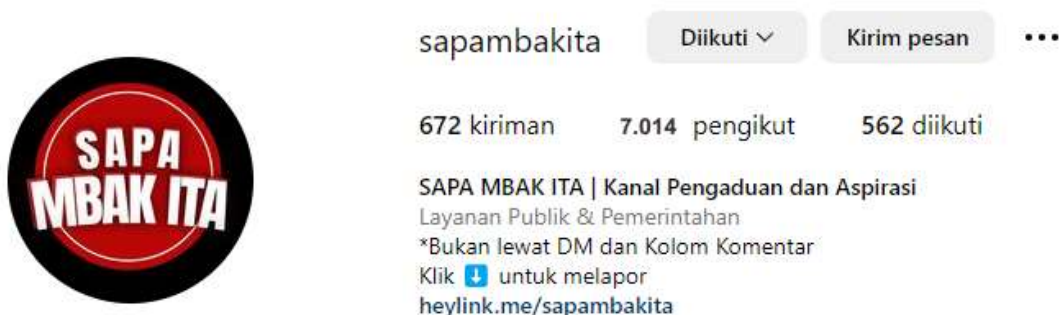 SAPA
MBAK ITA
sapambakita
Diikuti
Kirim pesan
672 kiriman 7.014 pengikut 562 diikuti
SAPA MBAK ITA | Kanal Pengaduan dan Aspirasi
Layanan Publik & Pemerintahan
*Bukan lewat DM dan Kolom Komentar
Klik ⬇️ untuk melapor
heylink.me/sapambakita